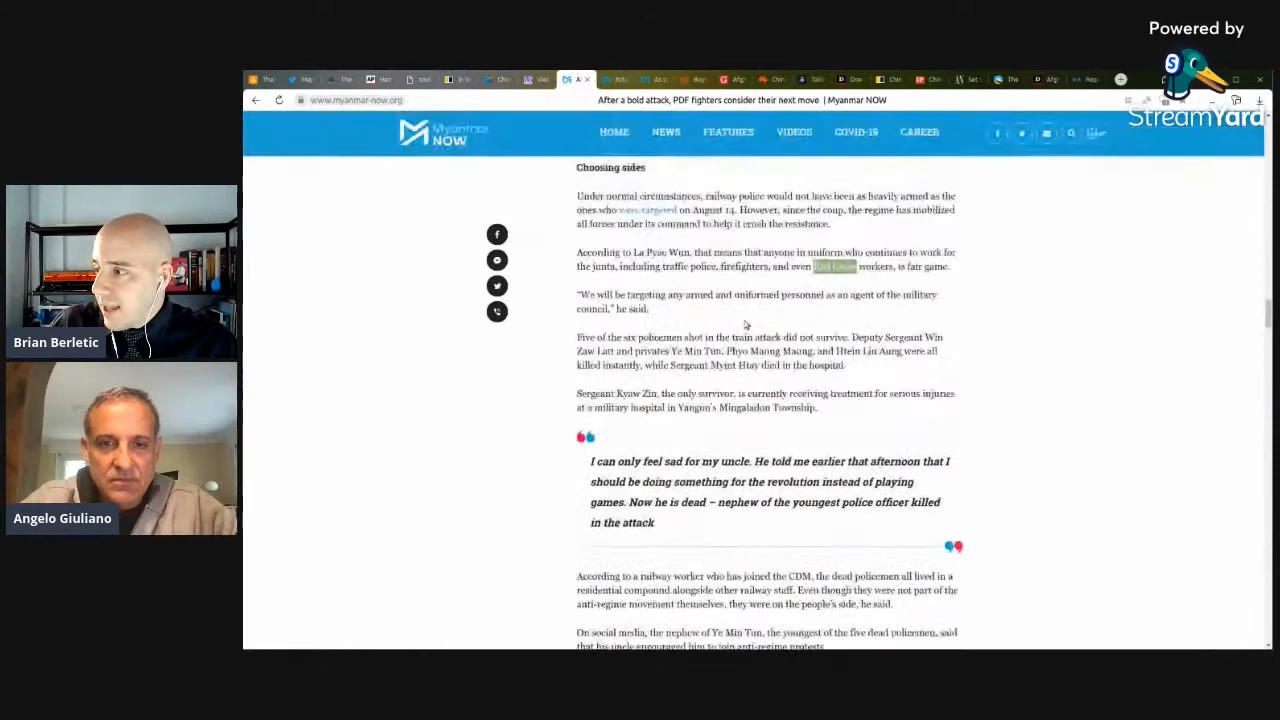 Powered by
StreamYard
www.myanmar-now.org
After a bold attack, PDF fighters consider their next move | Myanmar NOW
Myanmar
NOW
HOME NEWS FEATURES VIDEOS COVID-19 CAREER
Choosing sides
Under normal circumstances, railway police would not have been as heavily armed as the
ones who were targeted on August 14. However, since the coup, the regime has mobilized
all forces under its command to help it crush the resistance.
According to La Pyae Wun, that means that anyone in uniform who continues to work for
the junta, including traffic police, firefighters, and even workers, is fair game.
"We will be targeting any armed and uniformed personnel as an agent of the military
council," he said.
Five of the six policemen shot in the train attack did not survive. Deputy Sergeant Win
Zaw Latt and privates Ye Min Tun, Phyo Maung Maung, and Htein Lin Aung were all
killed instantly, while Sergeant Myint Htay died in the hospital.
Sergeant Kyaw Zin, the only survivor, is currently receiving treatment for serious injuries
at a military hospital in Yangon's Mingaladon Township.
I can only feel sad for my uncle. He told me earlier that afternoon that I
should be doing something for the revolution instead of playing
games. Now he is dead – nephew of the youngest police officer killed
in the attack
According to a railway worker who has joined the CDM, the dead policemen all lived in a
residential compound alongside other railway staff. Even though they were not part of the
anti-regime movement themselves, they were on the people's side, he said.
On social media, the nephew of Ye Min Tun, the youngest of the five dead policemen, said
that his uncle encouraged him to join anti-regime protests
Brian Berletic
Angelo Giuliano